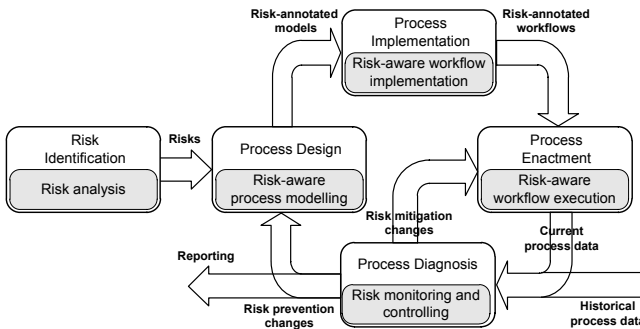 Risk-annotated
models
Process
Implementation
Risk-aware workflow
implementation
Risk-annotated
workflows
Risk
Identification
Risk analysis
Risks
Process Design
Risk-aware
process modelling
Process
Enactment
Risk-aware
workflow execution
Risk mitigation
changes
Current
process data
Reporting
Process Diagnosis
Risk monitoring and
controlling
Risk prevention
changes
Historical
process data